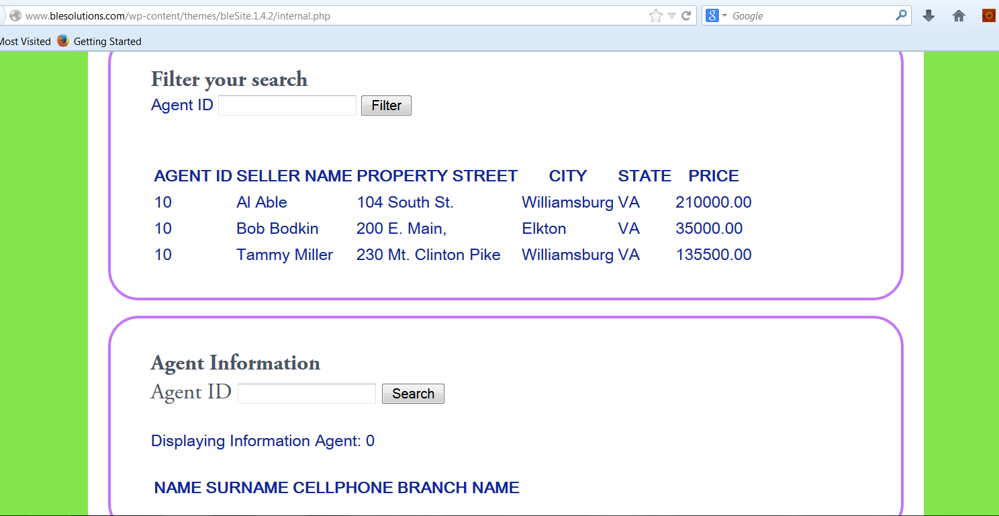 www.blesolutions.com/wp-content/themes/bleSite.1.4.2/internal.php
Google
Most Visited Getting Started
Filter your search
Agent ID Filter
AGENT ID SELLER NAME PROPERTY STREET CITY STATE PRICE
10 Al Able 104 South St. Williamsburg VA 210000.00
10 Bob Bodkin 200 E. Main, Elkton VA 35000.00
10 Tammy Miller 230 Mt. Clinton Pike Williamsburg VA 135500.00
Agent Information
Agent ID Search
Displaying Information Agent: 0
NAME SURNAME CELLPHONE BRANCH NAME